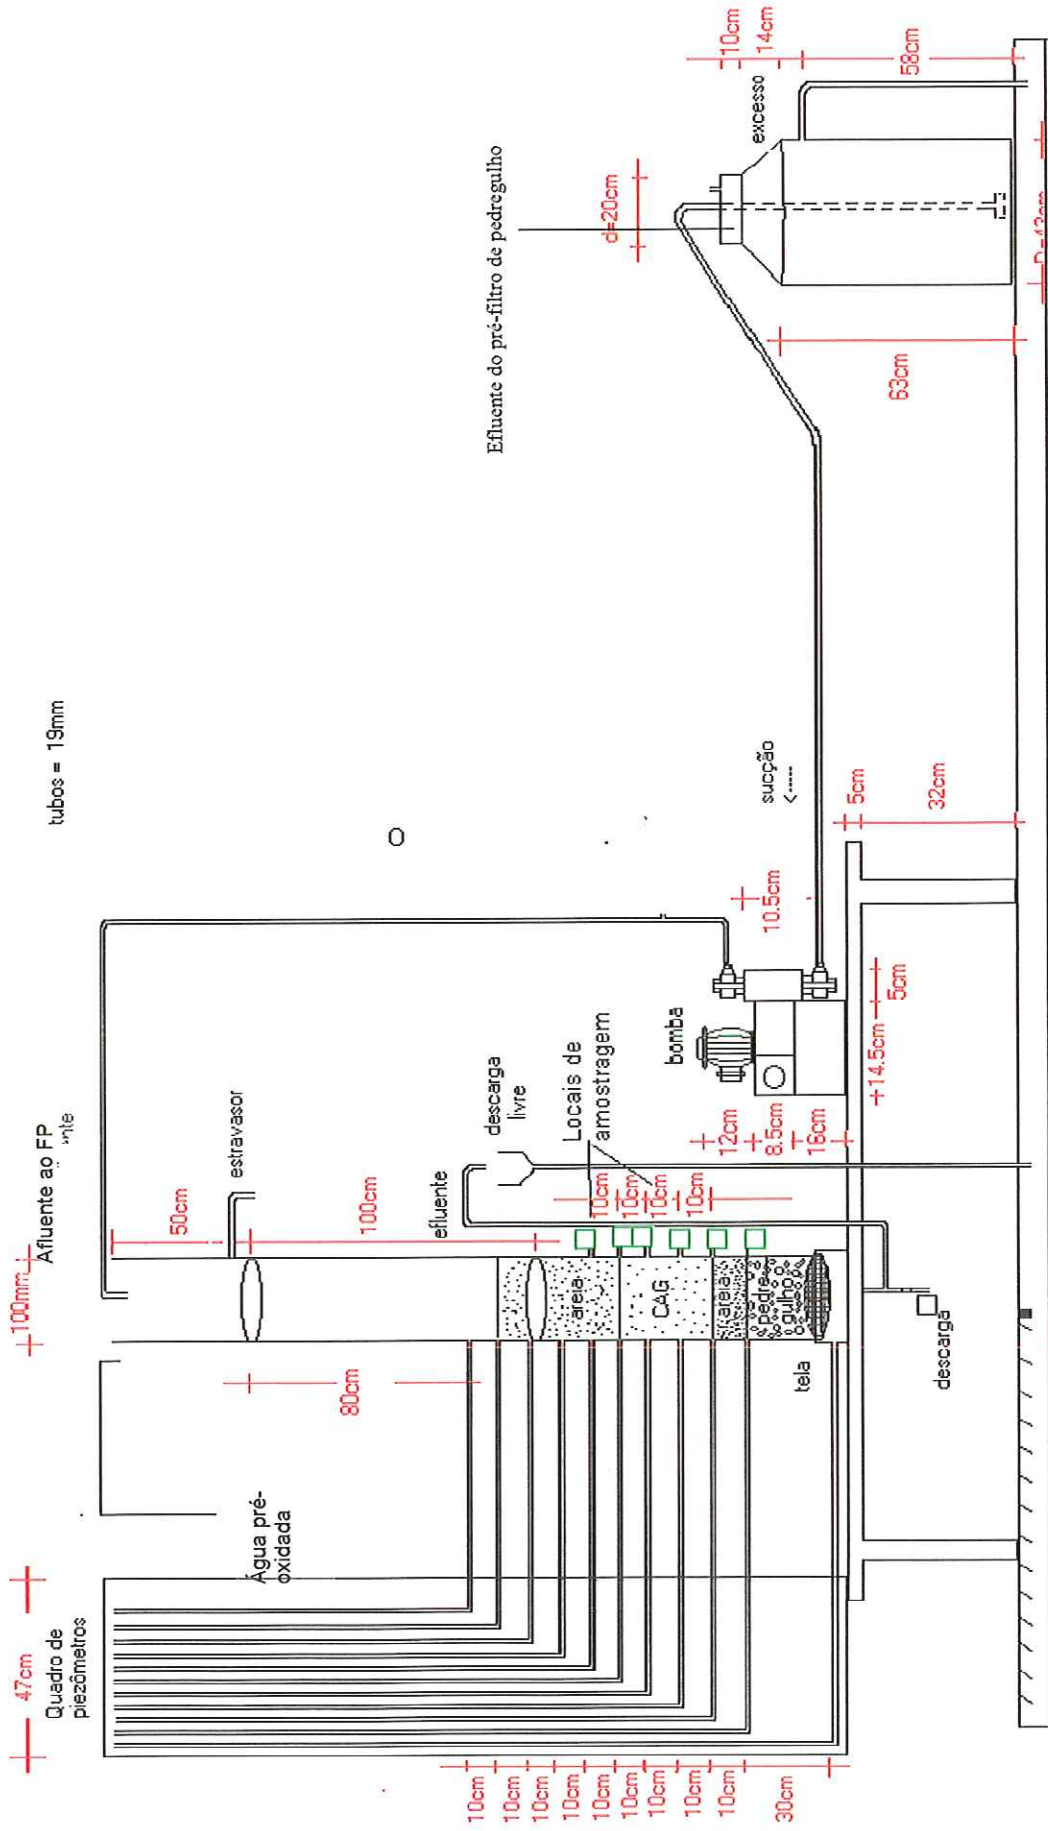 47cm
Quadro de
piezômetros
Água pré-
oxidada
100mm
Afluente ao FP
50cm
estravasor
100cm
80cm
tubos = 19mm
efluente
descarga
livre
Locais de
amostragem
10cm
10cm
10cm
10cm
areia
CAG
areia
pedre
gulho
tela
descarga
10cm
10cm
10cm
10cm
10cm
10cm
10cm
10cm
10cm
30cm
bomba
12cm
8.5cm
16cm
14.5cm
5cm
10.5cm
sucção
<-----
5cm
32cm
Efluente do pré-filtro de pedregulho
d=20cm
excesso
10cm
14cm
58cm
63cm